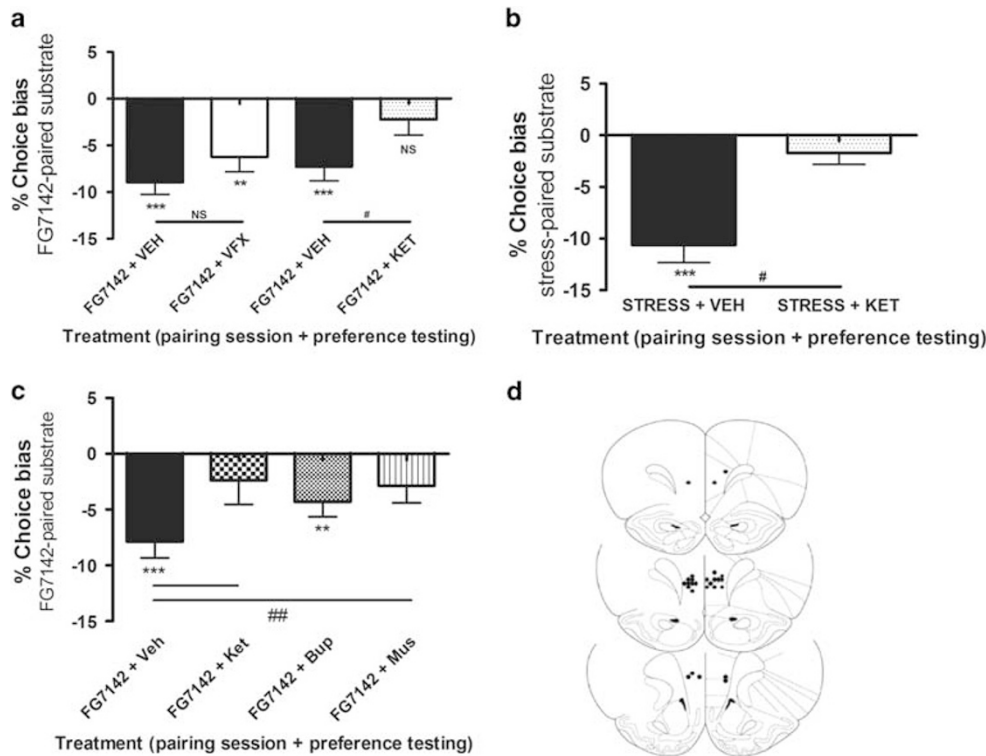 a
% Choice bias
FG7142-paired substrate
5
0
-5
-10
-15
***
**
***
NS
NS
#
FG7142 + VEH
FG7142 + VFX
FG7142 + VEH
FG7142 + KET
Treatment (pairing session + preference testing)
b
% Choice bias
stress-paired substrate
5
0
-5
-10
-15
***
#
STRESS + VEH
STRESS + KET
Treatment (pairing session + preference testing)
c
% Choice bias
FG7142-paired substrate
5
0
-5
-10
-15
***
**
##
FG7142 + Veh
FG7142 + Ket
FG7142 + Bup
FG7142 + Mus
Treatment (pairing session + preference testing)
d